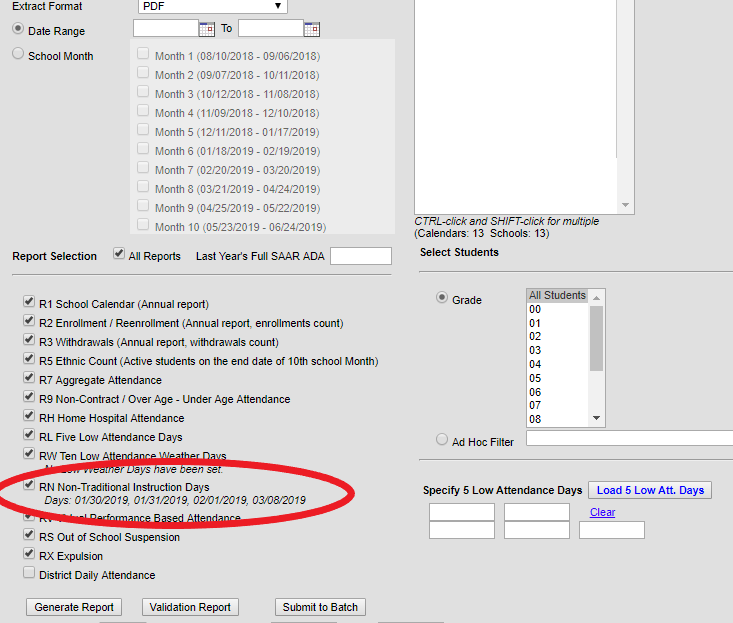 Extract Format PDF
Date Range To
School Month
Month 1 (08/10/2018 - 09/06/2018)
Month 2 (09/07/2018 - 10/11/2018)
Month 3 (10/12/2018 - 11/08/2018)
Month 4 (11/09/2018 - 12/10/2018)
Month 5 (12/11/2018 - 01/17/2019)
Month 6 (01/18/2019 - 02/19/2019)
Month 7 (02/20/2019 - 03/20/2019)
Month 8 (03/21/2019 - 04/24/2019)
Month 9 (04/25/2019 - 05/22/2019)
Month 10 (05/23/2019 - 06/24/2019)
CTRL-click and SHIFT-click for multiple
(Calendars: 13 Schools: 13)
Report Selection All Reports Last Year's Full SAAR ADA
R1 School Calendar (Annual report)
R2 Enrollment / Reenrollment (Annual report, enrollments count)
R3 Withdrawals (Annual report, withdrawals count)
R5 Ethnic Count (Active students on the end date of 10th school Month)
R7 Aggregate Attendance
R9 Non-Contract / Over Age - Under Age Attendance
RH Home Hospital Attendance
RL Five Low Attendance Days
RW Ten Low Attendance Weather Days
No Low Weather Days have been set.
RN Non-Traditional Instruction Days
Days: 01/30/2019, 01/31/2019, 02/01/2019, 03/08/2019
RV Virtual Performance Based Attendance
RS Out of School Suspension
RX Expulsion
District Daily Attendance
Generate Report Validation Report Submit to Batch
Select Students
Grade
All Students
00
01
02
03
04
05
06
07
08
Ad Hoc Filter
Specify 5 Low Attendance Days Load 5 Low Att. Days
Clear